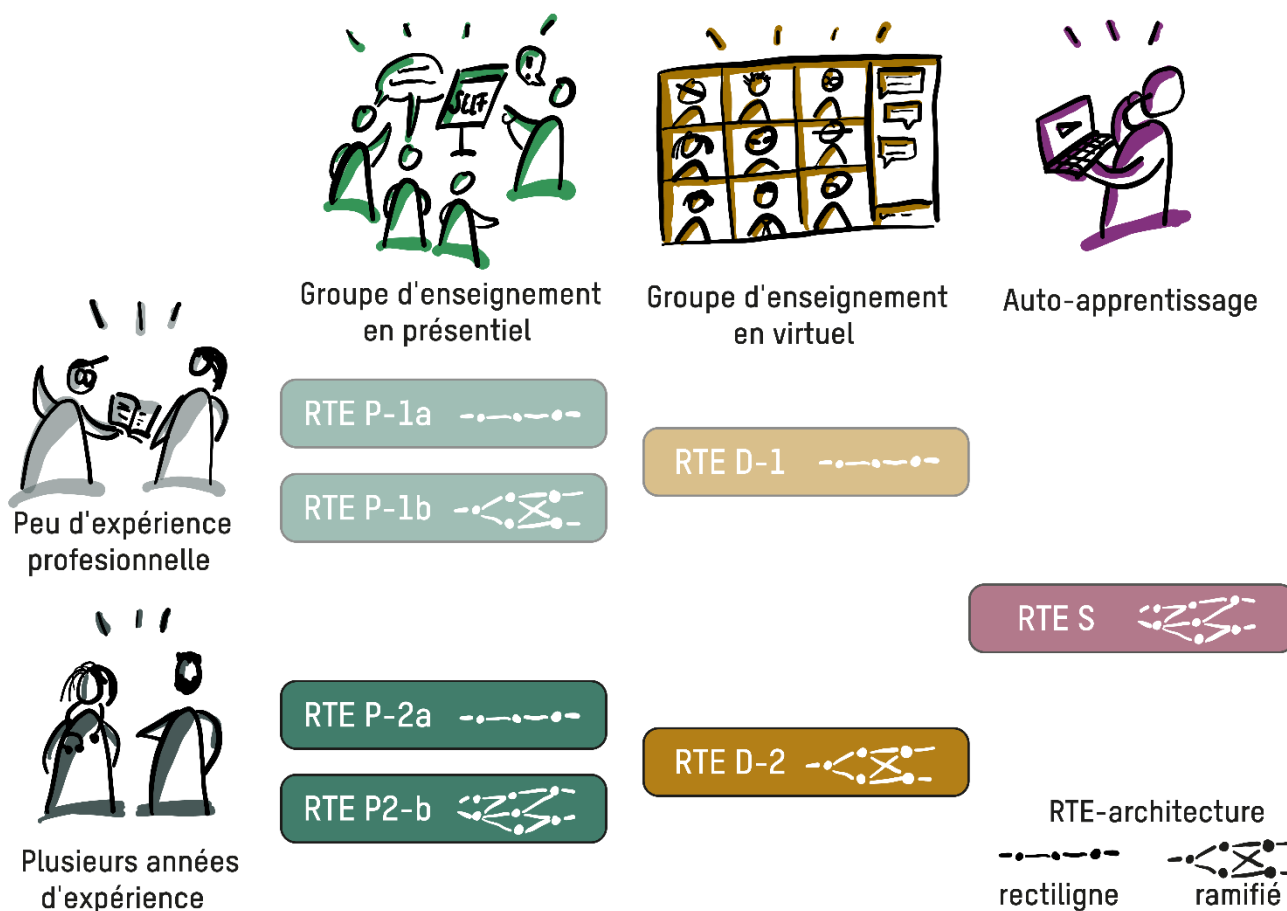 SCEF
Groupe d'enseignement
en présentiel
Groupe d'enseignement
en virtuel
Auto-apprentissage
Peu d'expérience
profesionnelle
RTE P-1a
RTE P-1b
RTE D-1
RTE S
Plusieurs années
d'expérience
RTE P-2a
RTE P2-b
RTE D-2
RTE-architecture
rectiligne
ramifié